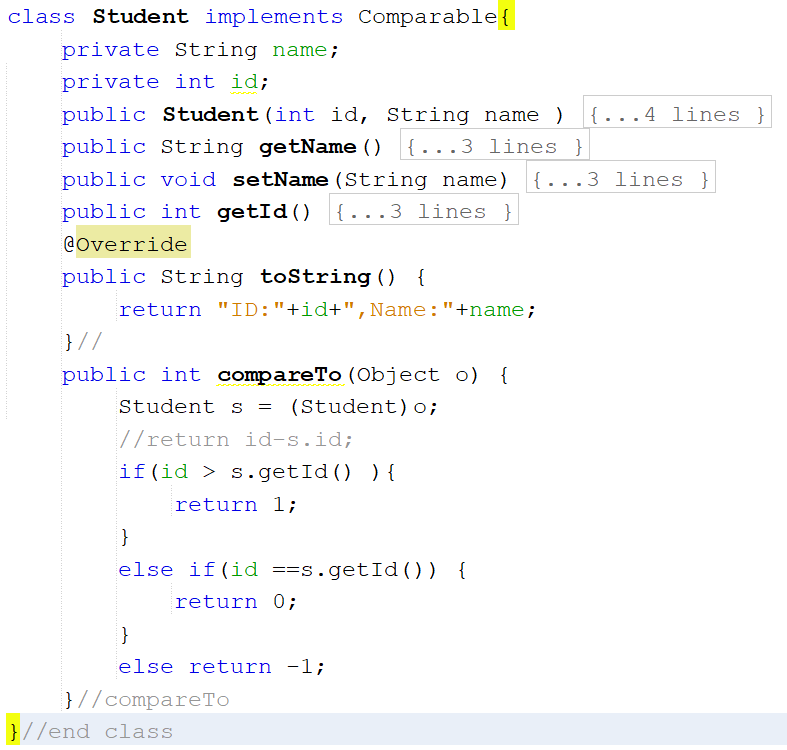 class Student implements Comparable{
    private String name;
    private int id;
    public Student(int id, String name ) {...4 lines }
    public String getName() {...3 lines }
    public void setName(String name) {...3 lines }
    public int getId() {...3 lines }
    @Override
    public String toString() {
        return "ID:"+id+",Name:"+name;
    }//
    public int compareTo(Object o) {
        Student s = (Student)o;
        //return id-s.id;
        if(id > s.getId() ){
            return 1;
        }
        else if(id ==s.getId()) {
            return 0;
        }
        else return -1;
    }//compareTo
}//end class